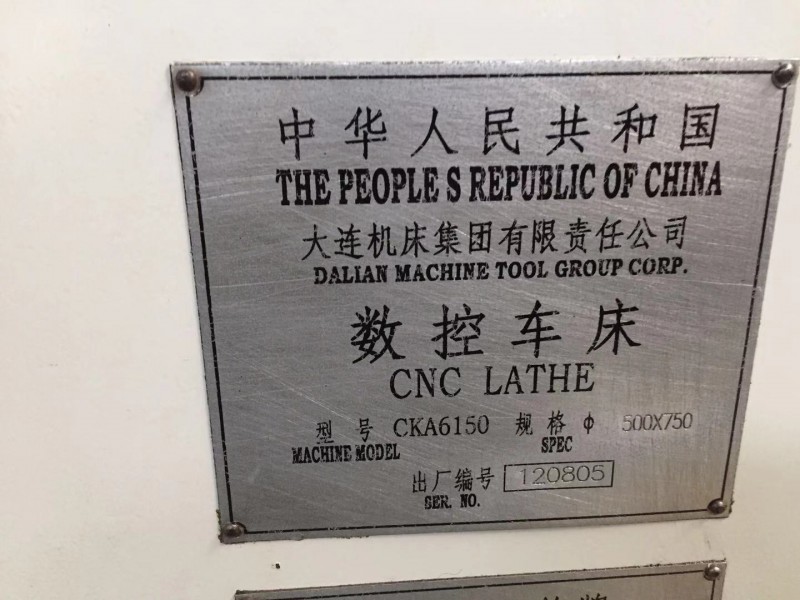 中华人民共和国
THE PEOPLE S REPUBLIC OF CHINA
大连机床集团有限责任公司
DALIAN MACHINE TOOL GROUP CORP.
数控车床
CNC LATHE
型号 CKA6150 规格 φ 500X750
MACHINE MODEL SPEC
出厂编号 120805
SER. NO.